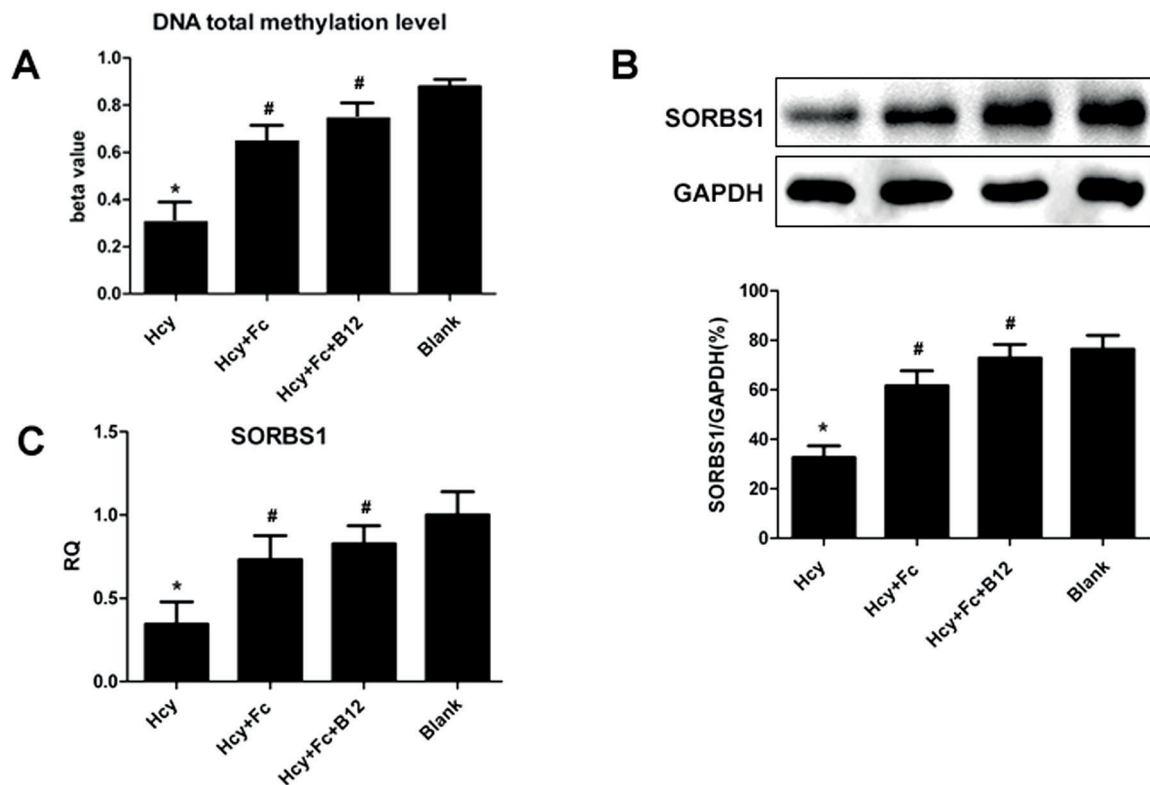 A
DNA total methylation level
beta value
1.0
0.8
0.6
0.4
0.2
0.0
*
#
#
Hcy
Hcy+Fc
Hcy+Fc+B12
Blank
B
SORBS1
GAPDH
SORBS1/GAPDH(%)
100
80
60
40
20
0
*
#
#
Hcy
Hcy+Fc
Hcy+Fc+B12
Blank
C
SORBS1
RQ
1.5
1.0
0.5
0.0
*
#
#
Hcy
Hcy+Fc
Hcy+Fc+B12
Blank